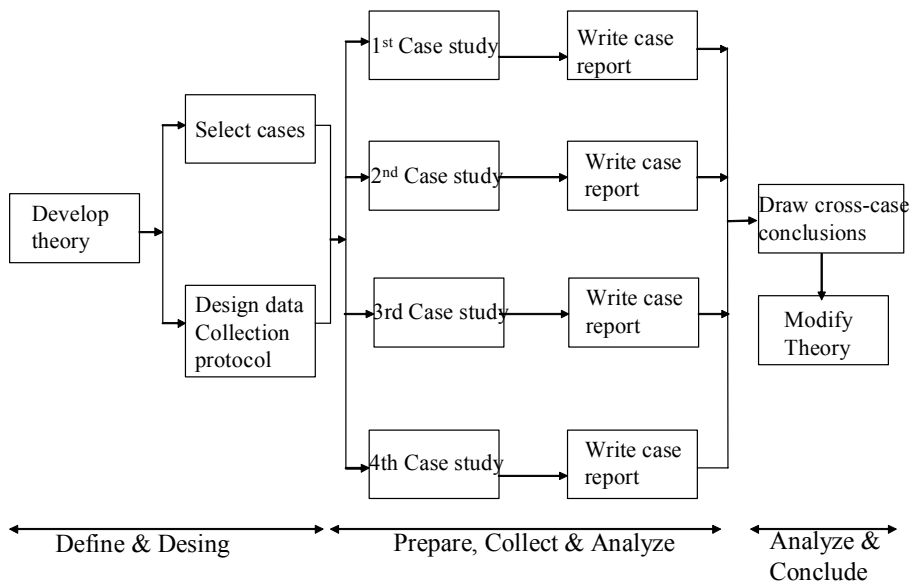 Develop
theory
Select cases
Design data
Collection
protocol
1st Case study
Write case
report
2nd Case study
Write case
report
3rd Case study
Write case
report
4th Case study
Write case
report
Draw cross-case
conclusions
Modify
Theory
Define & Desing
Prepare, Collect & Analyze
Analyze &
Conclude